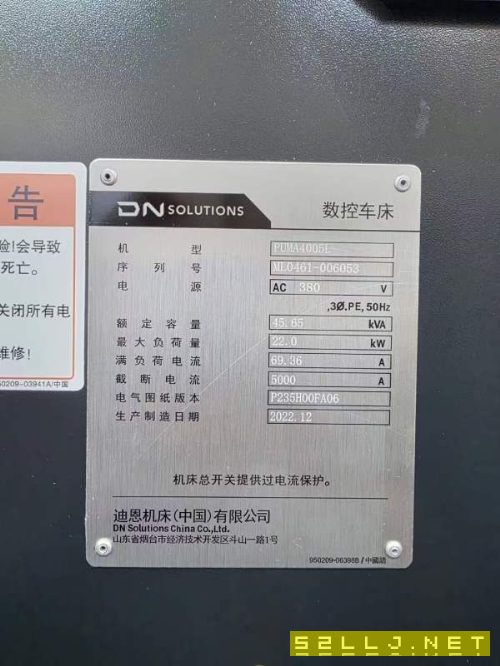 告
险!会导致
死亡。
关闭所有电
维修!
950209-03941A/中国
DN SOLUTIONS 数控车床
机型 PUMA4005L
序列号 ML0461-006053
电源 AC 380 V
,3Ø.PE,50Hz
额定容量 45.65 kVA
最大负荷量 22.0 kW
满负荷电流 69.36 A
截断电流 5000 A
电气图纸版本 P235H00FA06
生产制造日期 2022.12
机床总开关提供过电流保护。
迪恩机床(中国)有限公司
DN Solutions China Co.,Ltd.
山东省烟台市经济技术开发区斗山一路1号
950209-06398B / 中國語
52LLJ.NET